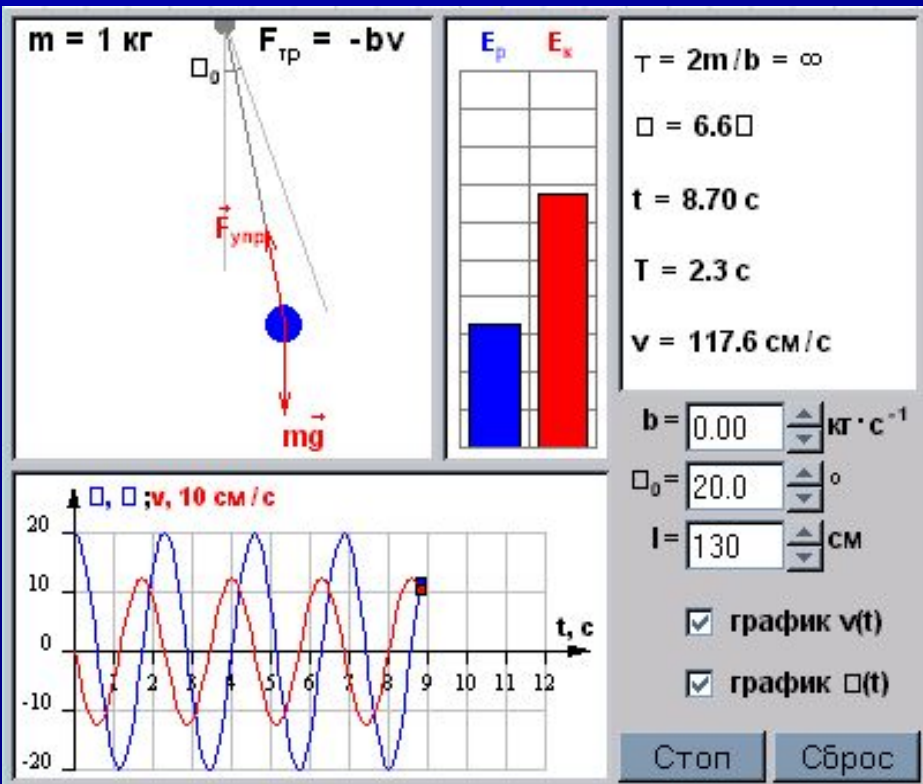 m = 1 кг
F тр = -bv
□₀
F упр
mg
E р E к
τ = 2m/b = ∞
□ = 6.6□
t = 8.70 с
T = 2.3 с
v = 117.6 см/с
b = 0.00 кг·с⁻¹
□₀ = 20.0 °
l = 130 см
график v(t)
график □(t)
Стоп Сброс
□, □ ;v, 10 см/с
20
10
0
-10
-20
1 2 3 4 5 6 7 8 9 10 11 12
t, с